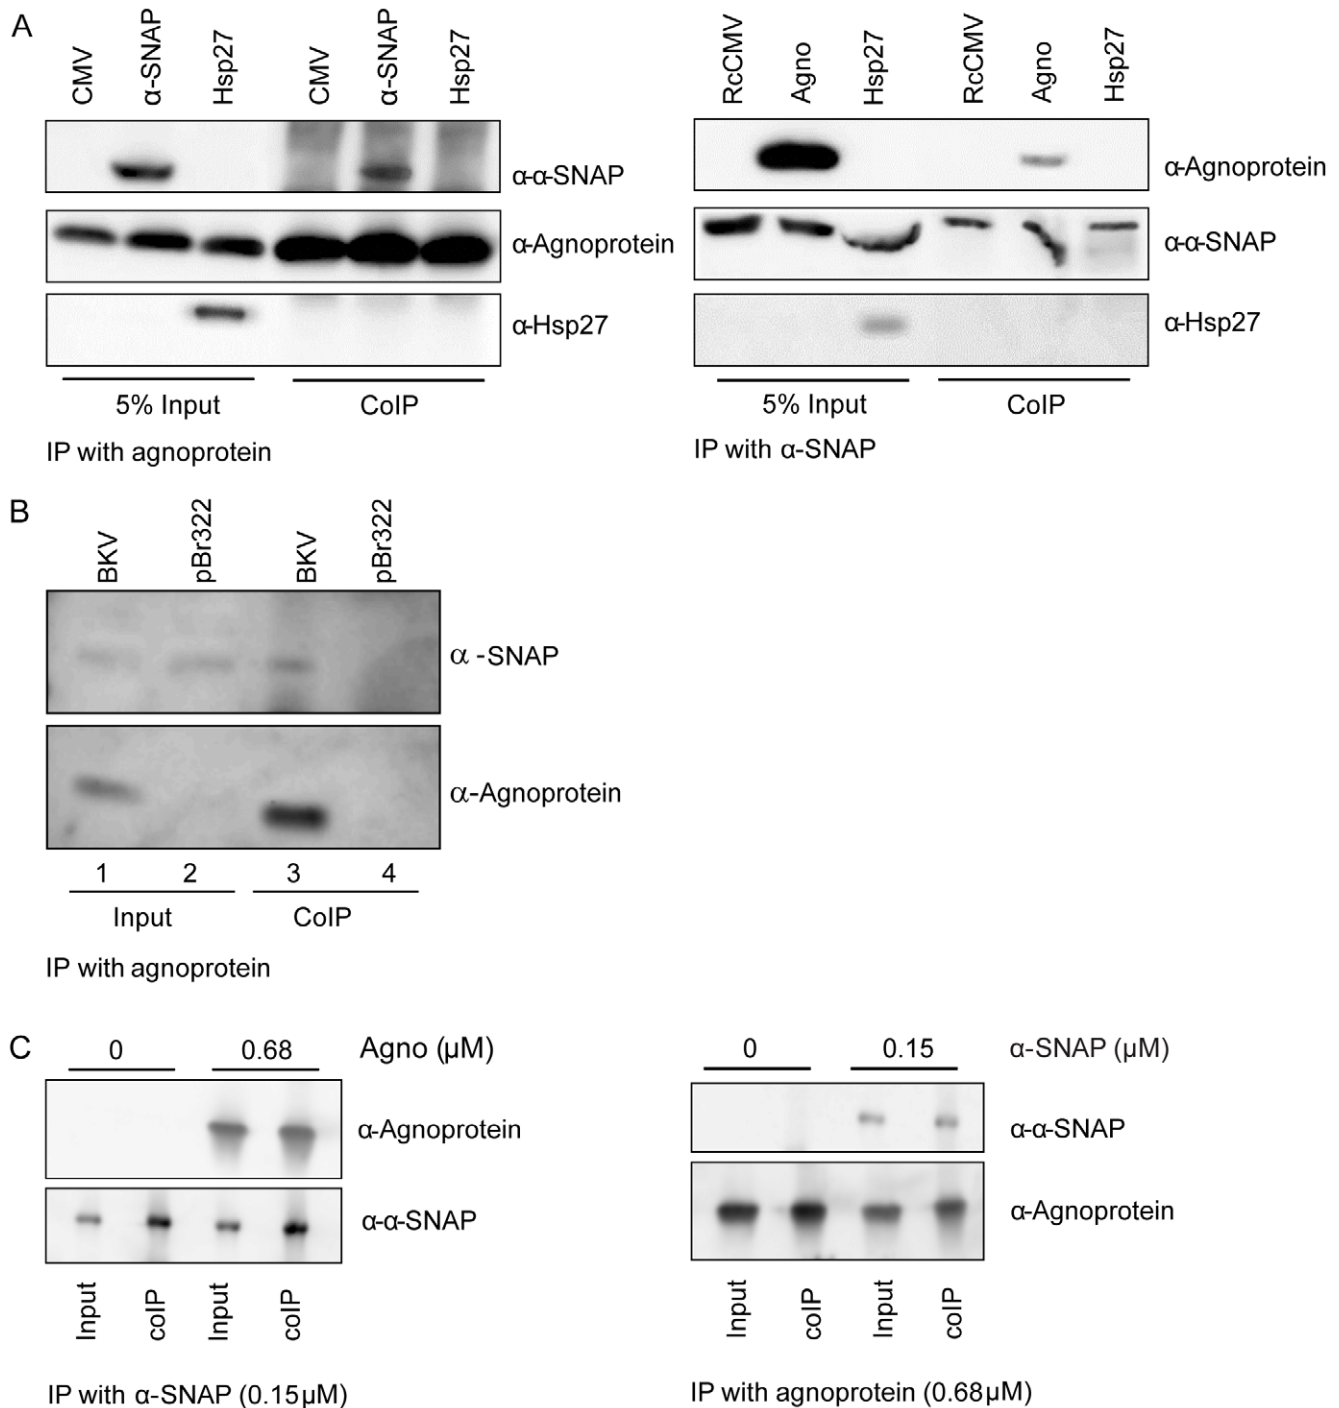 A
CMV α-SNAP Hsp27 CMV α-SNAP Hsp27
α-α-SNAP
α-Agnoprotein
α-Hsp27
5% Input CoIP
IP with agnoprotein
RcCMV Agno Hsp27 RcCMV Agno Hsp27
α-Agnoprotein
α-α-SNAP
α-Hsp27
5% Input CoIP
IP with α-SNAP
B
BKV pBr322 BKV pBr322
α -SNAP
α-Agnoprotein
1 2 3 4
Input CoIP
IP with agnoprotein
C
0 0.68 Agno (µM)
α-Agnoprotein
α-α-SNAP
Input coIP Input coIP
IP with α-SNAP (0.15µM)
0 0.15 α-SNAP (µM)
α-α-SNAP
α-Agnoprotein
Input coIP Input coIP
IP with agnoprotein (0.68µM)